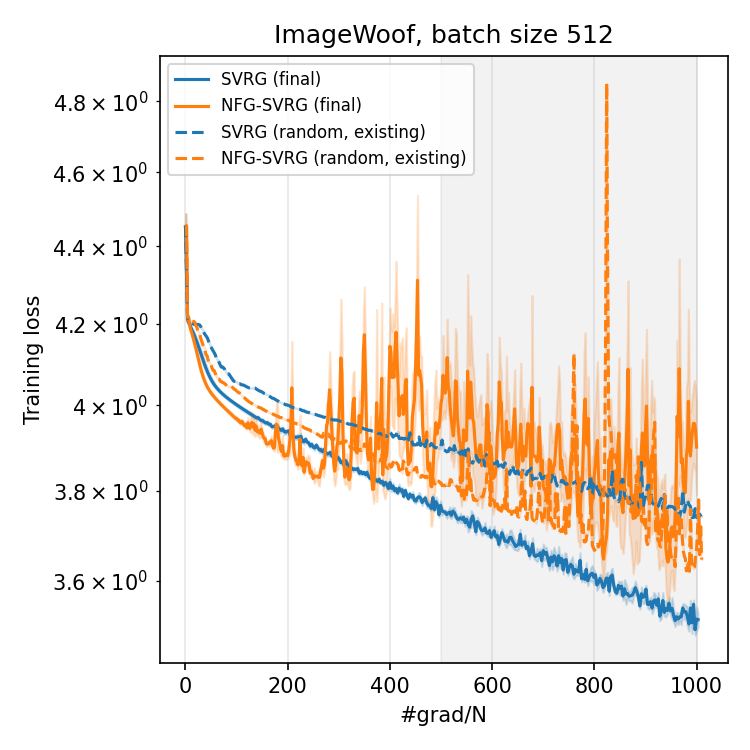 ImageWoof, batch size 512
SVRG (final)
NFG-SVRG (final)
SVRG (random, existing)
NFG-SVRG (random, existing)
4.8 × 10⁰
4.6 × 10⁰
4.4 × 10⁰
4.2 × 10⁰
4 × 10⁰
3.8 × 10⁰
3.6 × 10⁰
Training loss
0 200 400 600 800 1000
#grad/N